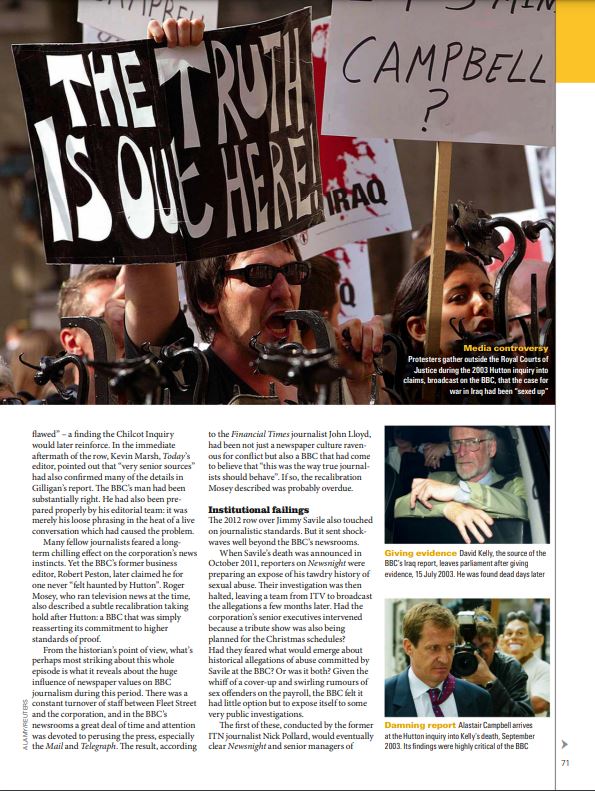 CAMPBELL
THE TRUTH
IS OUT HERE!
CAMPBELL
?
IRAQ
Media controversy
Protesters gather outside the Royal Courts of
Justice during the 2003 Hutton inquiry into
claims, broadcast on the BBC, that the case for
war in Iraq had been “sexed up”
flawed” – a finding the Chilcot Inquiry
would later reinforce. In the immediate
aftermath of the row, Kevin Marsh, Today’s
editor, pointed out that “very senior sources”
had also confirmed many of the details in
Gilligan’s report. The BBC’s man had been
substantially right. He had also been pre-
pared properly by his editorial team: it was
merely his loose phrasing in the heat of a live
conversation which had caused the problem.
Many fellow journalists feared a long-
term chilling effect on the corporation’s news
instincts. Yet the BBC’s former business
editor, Robert Peston, later claimed he for
one never “felt haunted by Hutton”. Roger
Mosey, who ran television news at the time,
also described a subtle recalibration taking
hold after Hutton: a BBC that was simply
reasserting its commitment to higher
standards of proof.
From the historian’s point of view, what’s
perhaps most striking about this whole
episode is what it reveals about the huge
influence of newspaper values on BBC
journalism during this period. There was a
constant turnover of staff between Fleet Street
and the corporation, and in the BBC’s
newsrooms a great deal of time and attention
was devoted to perusing the press, especially
the Mail and Telegraph. The result, according
to the Financial Times journalist John Lloyd,
had been not just a newspaper culture raven-
ous for conflict but also a BBC that had come
to believe that “this was the way true journal-
ists should behave”. If so, the recalibration
Mosey described was probably overdue.
Institutional failings
The 2012 row over Jimmy Savile also touched
on journalistic standards. But it sent shock-
waves well beyond the BBC’s newsrooms.
When Savile’s death was announced in
October 2011, reporters on Newsnight were
preparing an expose of his tawdry history of
sexual abuse. Their investigation was then
halted, leaving a team from ITV to broadcast
the allegations a few months later. Had the
corporation’s senior executives intervened
because a tribute show was also being
planned for the Christmas schedules?
Had they feared what would emerge about
historical allegations of abuse committed by
Savile at the BBC? Or was it both? Given the
whiff of a cover-up and swirling rumours of
sex offenders on the payroll, the BBC felt it
had little option but to expose itself to some
very public investigations.
The first of these, conducted by the former
ITN journalist Nick Pollard, would eventually
clear Newsnight and senior managers of
Giving evidence David Kelly, the source of the
BBC’s Iraq report, leaves parliament after giving
evidence, 15 July 2003. He was found dead days later
Damning report Alastair Campbell arrives
at the Hutton inquiry into Kelly’s death, September
2003. Its findings were highly critical of the BBC
ALAMY/REUTERS
71